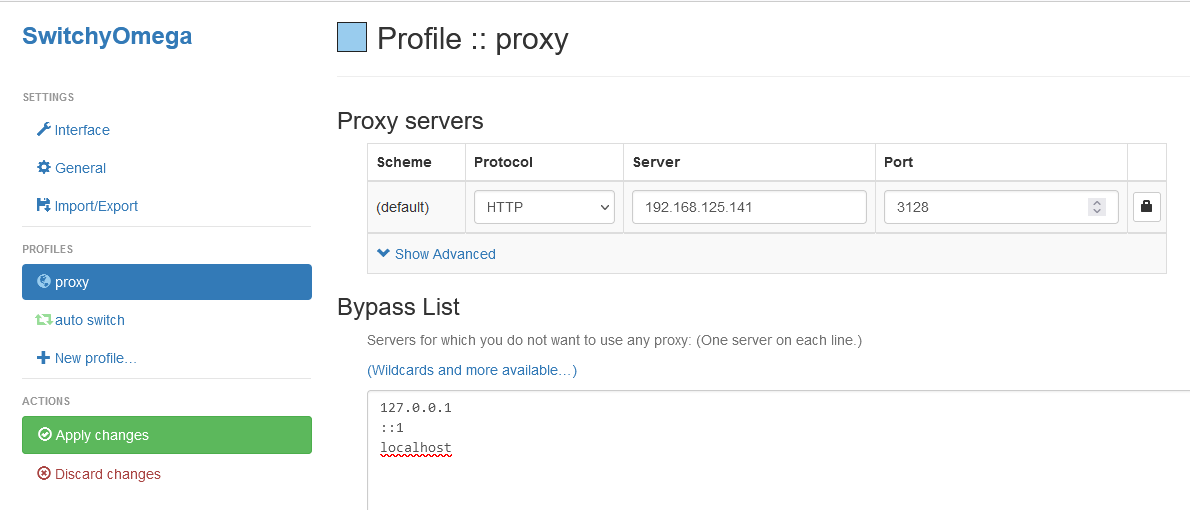 SwitchyOmega
SETTINGS
Interface
General
Import/Export
PROFILES
proxy
auto switch
New profile…
ACTIONS
Apply changes
Discard changes
Profile :: proxy
Proxy servers
Scheme Protocol Server Port
(default) HTTP 192.168.125.141 3128
Show Advanced
Bypass List
Servers for which you do not want to use any proxy: (One server on each line.)
(Wildcards and more available…)
127.0.0.1
::1
localhost